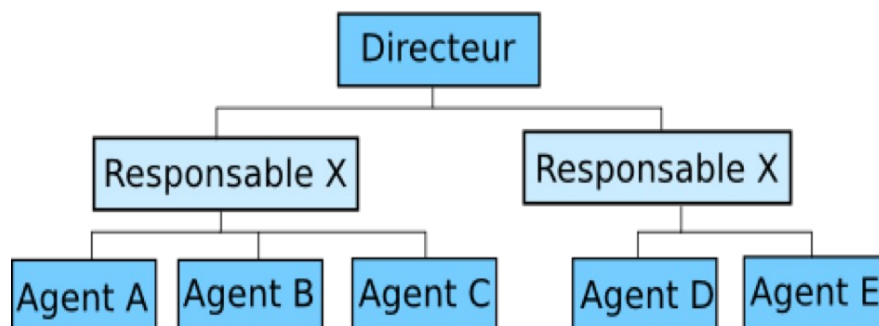 Directeur
Responsable X
Responsable X
Agent A
Agent B
Agent C
Agent D
Agent E